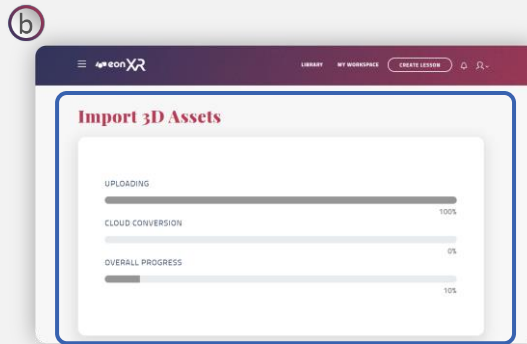 b
eonXR LIBRARY MY WORKSPACE CREATE LESSON
Import 3D Assets
UPLOADING
100%
CLOUD CONVERSION
0%
OVERALL PROGRESS
10%